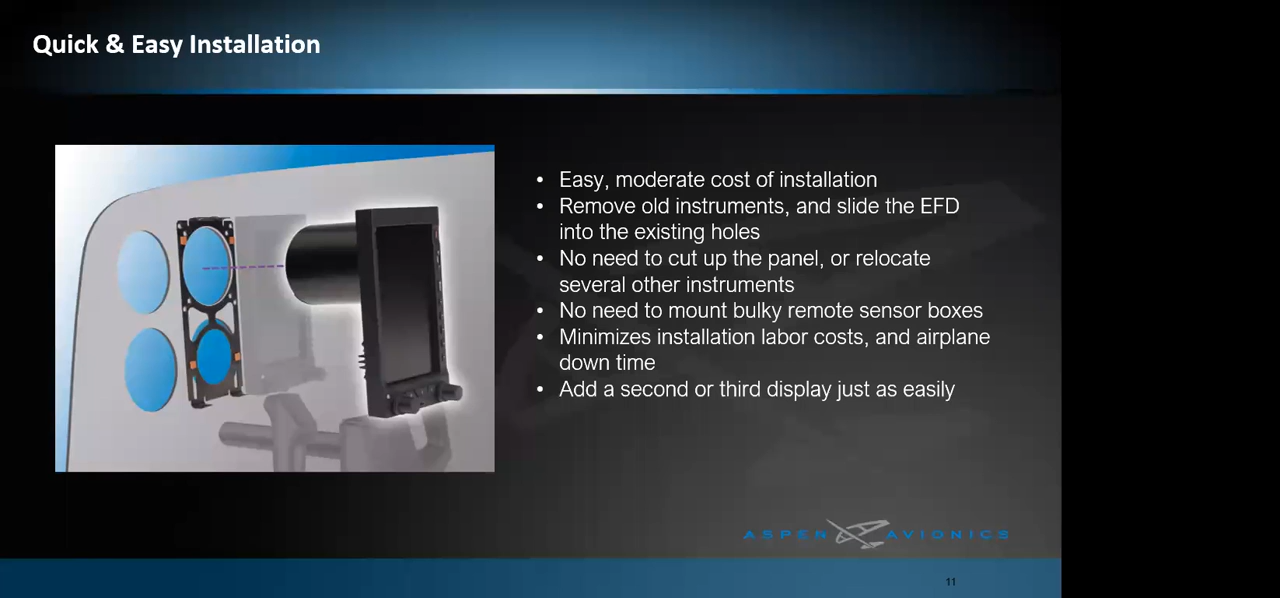 Quick & Easy Installation
• Easy, moderate cost of installation
• Remove old instruments, and slide the EFD
into the existing holes
• No need to cut up the panel, or relocate
several other instruments
• No need to mount bulky remote sensor boxes
• Minimizes installation labor costs, and airplane
down time
• Add a second or third display just as easily
ASPEN AVIONICS
11